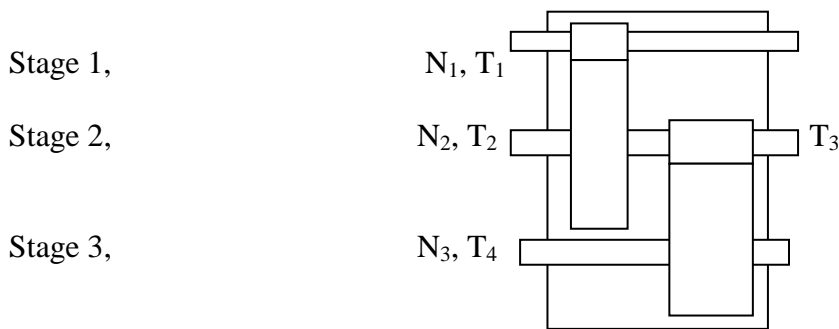 Stage 1, N₁, T₁
Stage 2, N₂, T₂ T₃
Stage 3, N₃, T₄